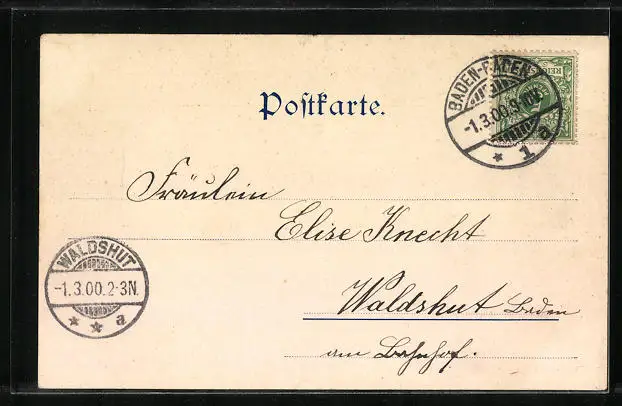 Postkarte.
BADEN-BADEN
-1.3.00.9-10V.
* 1 a
REICHSPOST
Fräulein
Elise Knecht
Waldshut Baden
am Bahnhof.
WALDSHUT
-1.3.00.2-3N.
* * a